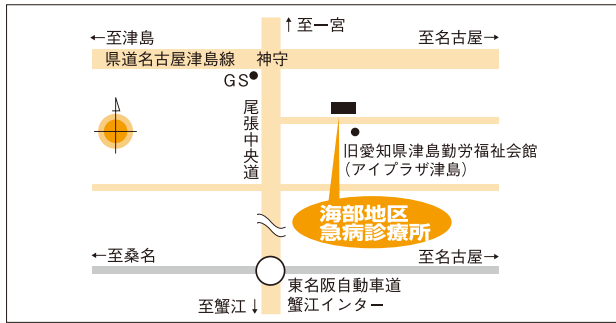 ↑至一宮
←至津島
至名古屋→
県道名古屋津島線 神守
GS
尾張中央道
旧愛知県津島勤労福祉会館
(アイプラザ津島)
海部地区
急病診療所
←至桑名
至名古屋→
東名阪自動車道
蟹江インター
至蟹江↓